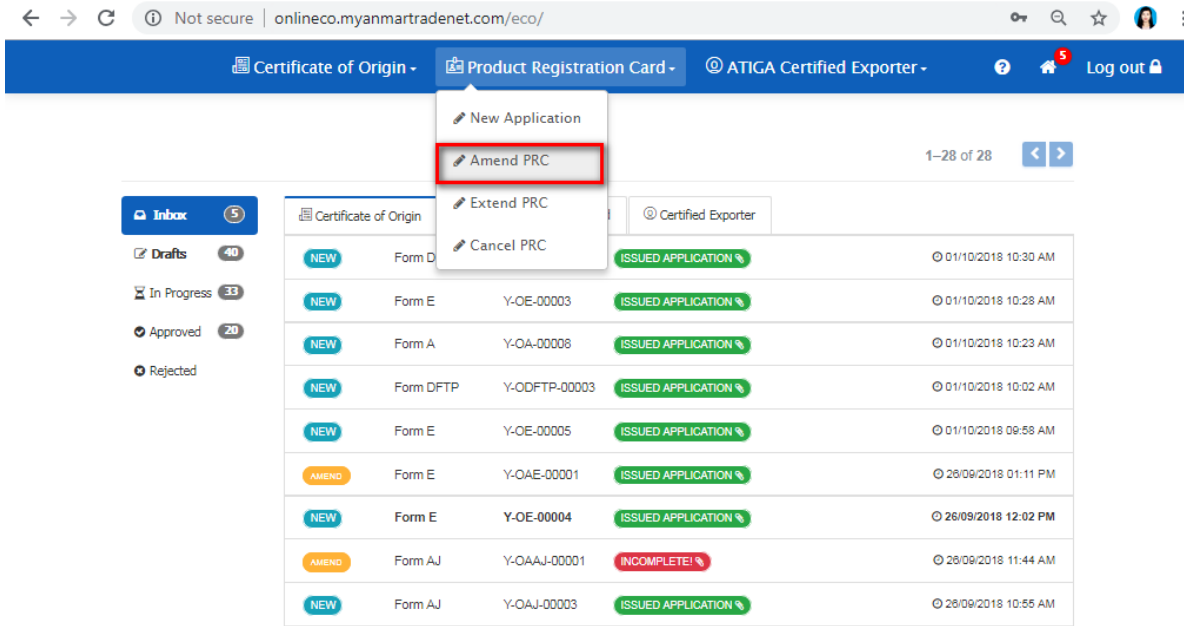 Not secure | onlineco.myanmartradenet.com/eco/
Certificate of Origin Product Registration Card ATIGA Certified Exporter 5 Log out
New Application
Amend PRC
Extend PRC
Cancel PRC
1–28 of 28
Inbox 5
Drafts 40
In Progress 33
Approved 20
Rejected
Certificate of Origin Certified Exporter
NEW Form D ISSUED APPLICATION 01/10/2018 10:30 AM
NEW Form E Y-OE-00003 ISSUED APPLICATION 01/10/2018 10:28 AM
NEW Form A Y-OA-00008 ISSUED APPLICATION 01/10/2018 10:23 AM
NEW Form DFTP Y-ODFTP-00003 ISSUED APPLICATION 01/10/2018 10:02 AM
NEW Form E Y-OE-00005 ISSUED APPLICATION 01/10/2018 09:58 AM
AMEND Form E Y-OAE-00001 ISSUED APPLICATION 26/09/2018 01:11 PM
NEW Form E Y-OE-00004 ISSUED APPLICATION 26/09/2018 12:02 PM
AMEND Form AJ Y-OAAJ-00001 INCOMPLETE! 26/09/2018 11:44 AM
NEW Form AJ Y-OAJ-00003 ISSUED APPLICATION 26/09/2018 10:55 AM